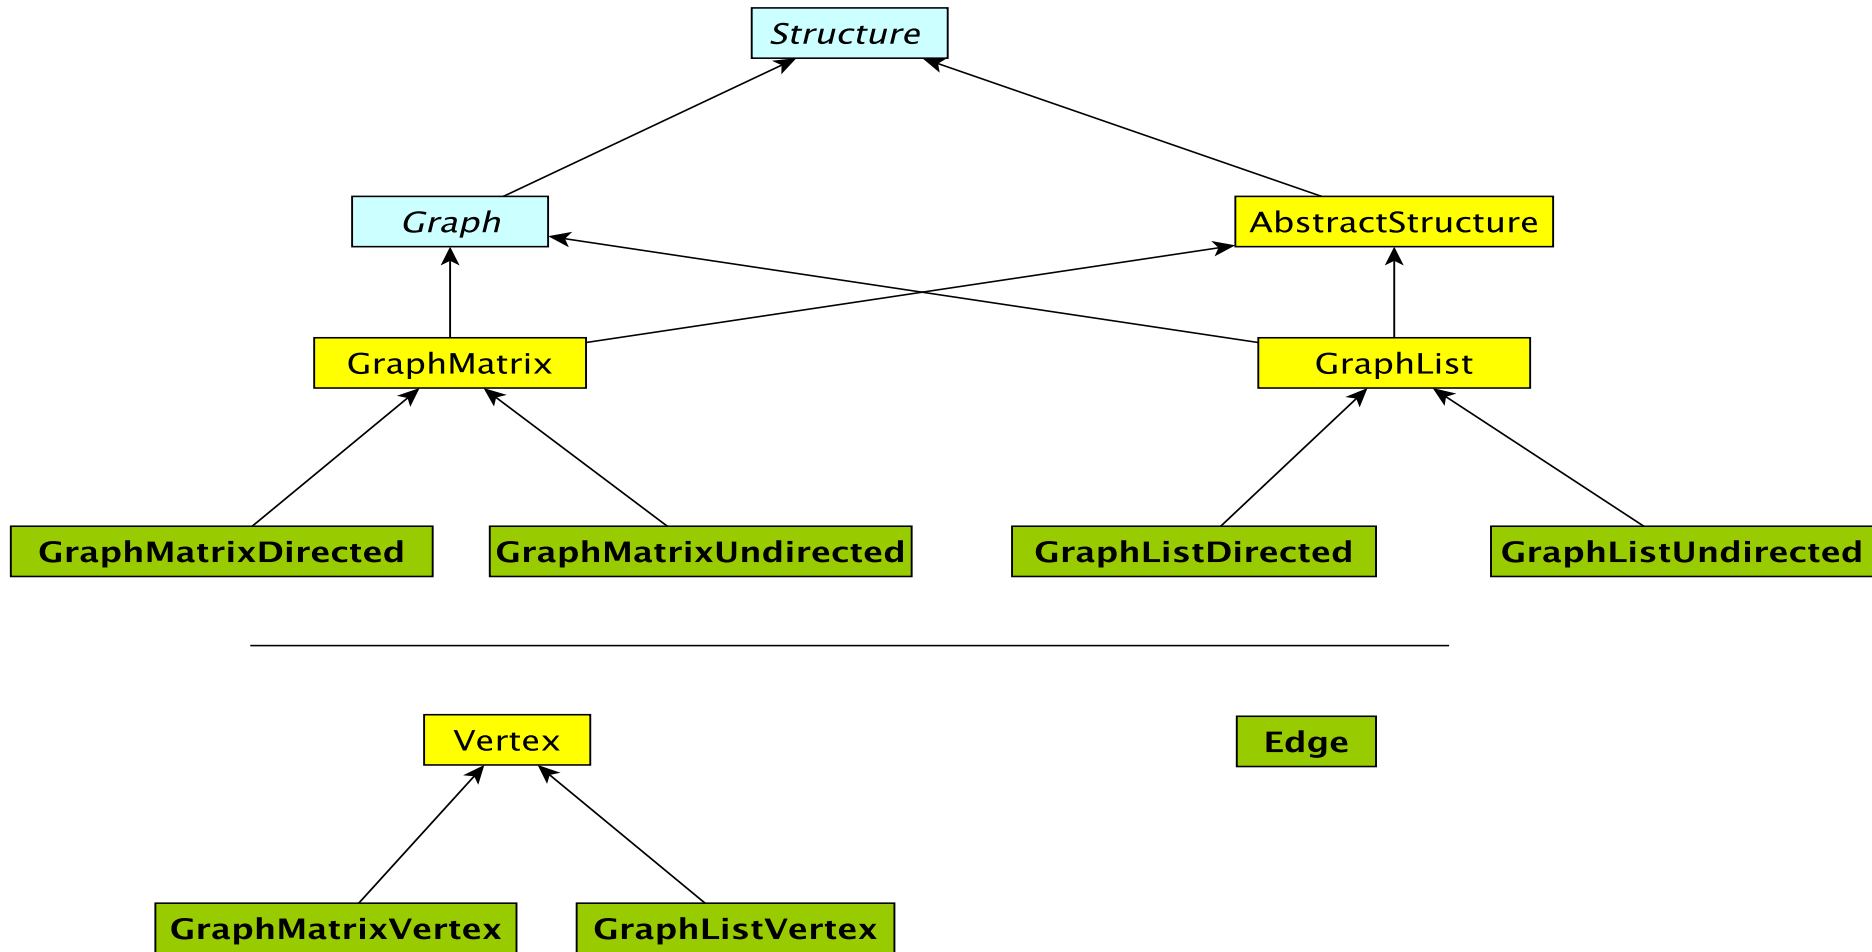 Structure
Graph
AbstractStructure
GraphMatrix
GraphList
GraphMatrixDirected
GraphMatrixUndirected
GraphListDirected
GraphListUndirected
Vertex
Edge
GraphMatrixVertex
GraphListVertex